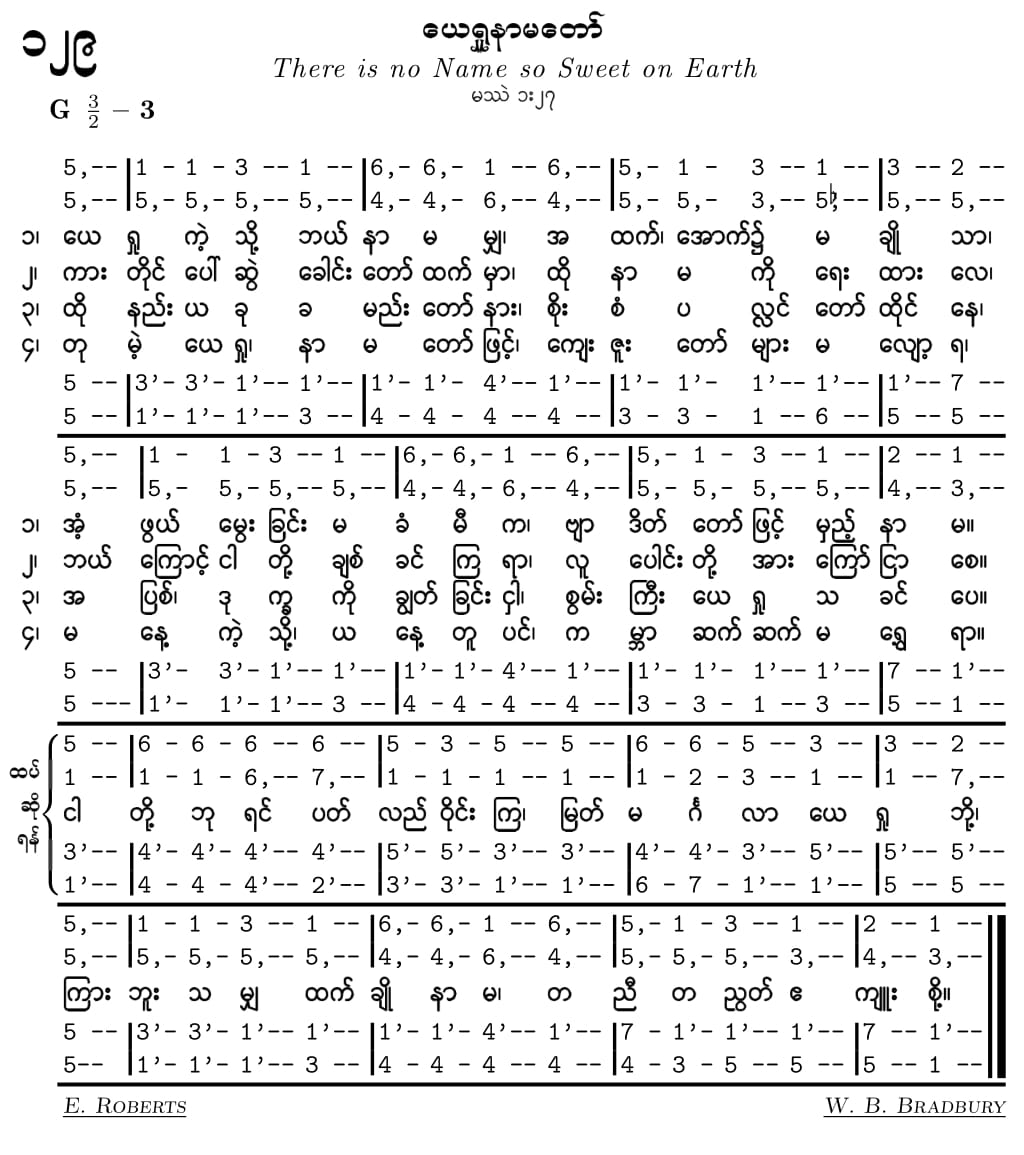 ၁၂၉
ယေရှုနာမတော်
There is no Name so Sweet on Earth
မဿဲ ၁း၂၇
G 3/2 – 3
5,-- |1 - 1 - 3 -- 1 -- |6,- 6,- 1 -- 6,-- |5,- 1 - 3 -- 1 -- |3 -- 2 --
5,-- |5,- 5,- 5,-- 5,-- |4,- 4,- 6,-- 4,-- |5,- 5,- 3,-- 5♭,-- |5,-- 5,--
၁၊ ယေ ရှု ကဲ့ သို့ ဘယ် နာ မ မျှ၊ အ ထက်၊ အောက်၌ မ ချို သာ၊
၂၊ ကား တိုင် ပေါ် ဆွဲ ခေါင်း တော် ထက် မှာ၊ ထို နာ မ ကို ရေး ထား လေ၊
၃၊ ထို နည်း ယ ခု ခ မည်း တော် နား၊ စိုး စံ ပ လ္လင် တော် ထိုင် နေ၊
၄၊ တု မဲ့ ယေ ရှု၊ နာ မ တော် ဖြင့်၊ ကျေး ဇူး တော် များ မ လျော့ ရ၊
5 -- |3’- 3’- 1’-- 1’-- |1’- 1’- 4’-- 1’-- |1’- 1’- 1’-- 1’-- |1’-- 7 --
5 -- |1’- 1’- 1’-- 3 -- |4 - 4 - 4 -- 4 -- |3 - 3 - 1 -- 6 -- |5 -- 5 --
5,-- |1 - 1 - 3 -- 1 -- |6,- 6,- 1 -- 6,-- |5,- 1 - 3 -- 1 -- |2 -- 1 --
5,-- |5,- 5,- 5,-- 5,-- |4,- 4,- 6,-- 4,-- |5,- 5,- 5,-- 5,-- |4,-- 3,--
၁၊ အံ့ ဖွယ် မွေး ခြင်း မ ခံ မီ က၊ ဗျာ ဒိတ် တော် ဖြင့် မှည့် နာ မ။
၂၊ ဘယ် ကြောင့် ငါ တို့ ချစ် ခင် ကြ ရာ၊ လူ ပေါင်း တို့ အား ကြော် ငြာ စေ။
၃၊ အ ပြစ်၊ ဒု က္ခ ကို ချွတ် ခြင်း ငှါ၊ စွမ်း ကြီး ယေ ရှု သ ခင် ပေ။
၄၊ မ နေ့ ကဲ့ သို့၊ ယ နေ့ တူ ပင်၊ က မ္ဘာ ဆက် ဆက် မ ရွှေ့ ရာ။
5 -- |3’- 3’- 1’-- 1’-- |1’- 1’- 4’-- 1’-- |1’- 1’- 1’-- 1’-- |7 -- 1’--
5 --- |1’- 1’- 1’-- 3 -- |4 - 4 - 4 -- 4 -- |3 - 3 - 1 -- 3 -- |5 -- 1 --
ထပ် ဆို ရန်
5 -- |6 - 6 - 6 -- 6 -- |5 - 3 - 5 -- 5 -- |6 - 6 - 5 -- 3 -- |3 -- 2 --
1 -- |1 - 1 - 6,-- 7,-- |1 - 1 - 1 -- 1 -- |1 - 2 - 3 -- 1 -- |1 -- 7,--
ငါ တို့ ဘု ရင် ပတ် လည် ဝိုင်း ကြ၊ မြတ် မ င်္ဂ လာ ယေ ရှု ဘို့၊
3’-- |4’- 4’- 4’-- 4’-- |5’- 5’- 3’-- 3’-- |4’- 4’- 3’-- 5’-- |5’-- 5’--
1’-- |4 - 4 - 4’-- 2’-- |3’- 3’- 1’-- 1’-- |6 - 7 - 1’-- 1’-- |5 -- 5 --
5,-- |1 - 1 - 3 -- 1 -- |6,- 6,- 1 -- 6,-- |5,- 1 - 3 -- 1 -- |2 -- 1 --
5,-- |5,- 5,- 5,-- 5,-- |4,- 4,- 6,-- 4,-- |5,- 5,- 5,-- 3,-- |4,-- 3,--
ကြား ဘူး သ မျှ ထက် ချို နာ မ၊ တ ညီ တ ညွတ် ဧ ကျူး စို့။
5 -- |3’- 3’- 1’-- 1’-- |1’- 1’- 4’-- 1’-- |7 - 1’- 1’-- 1’-- |7 -- 1’--
5-- |1’- 1’- 1’-- 3 -- |4 - 4 - 4 -- 4 -- |4 - 3 - 5 -- 5 -- |5 -- 1 --
E. ROBERTS
W. B. BRADBURY